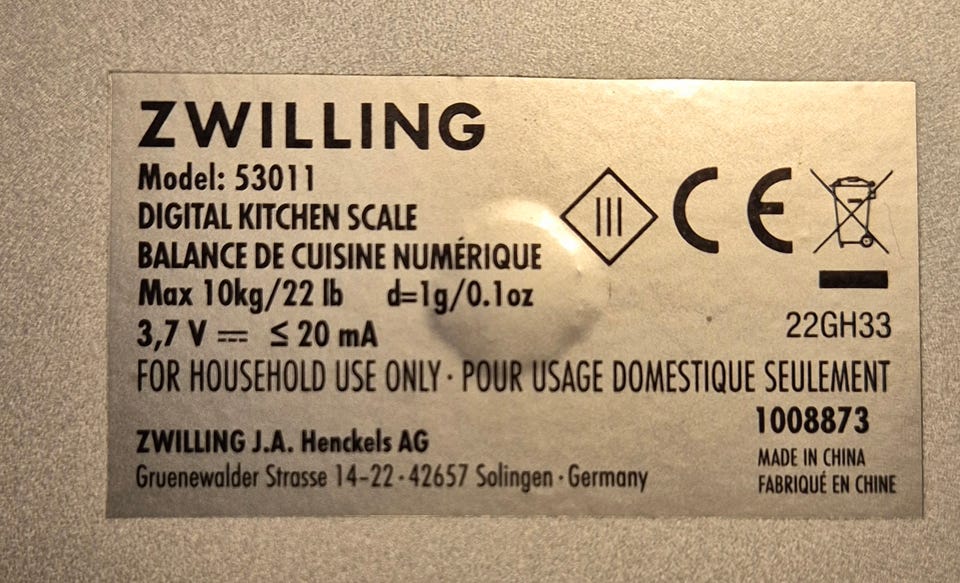 ZWILLING
Model: 53011
DIGITAL KITCHEN SCALE
BALANCE DE CUISINE NUMÉRIQUE
Max 10kg/22 lb d=1g/0.1oz
3,7 V ⎓ ≤ 20 mA
III CE
22GH33
FOR HOUSEHOLD USE ONLY · POUR USAGE DOMESTIQUE SEULEMENT
1008873
ZWILLING J.A. Henckels AG
Gruenewalder Strasse 14-22 · 42657 Solingen · Germany
MADE IN CHINA
FABRIQUÉ EN CHINE